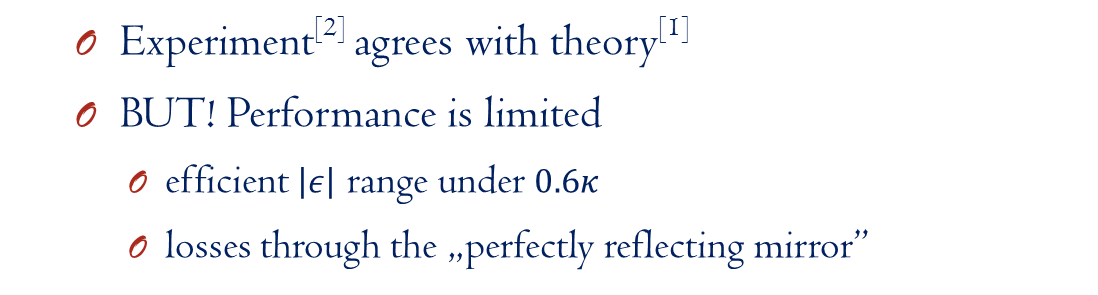 Experiment[2] agrees with theory[1]
BUT! Performance is limited
efficient |ϵ| range under 0.6κ
losses through the „perfectly reflecting mirror”